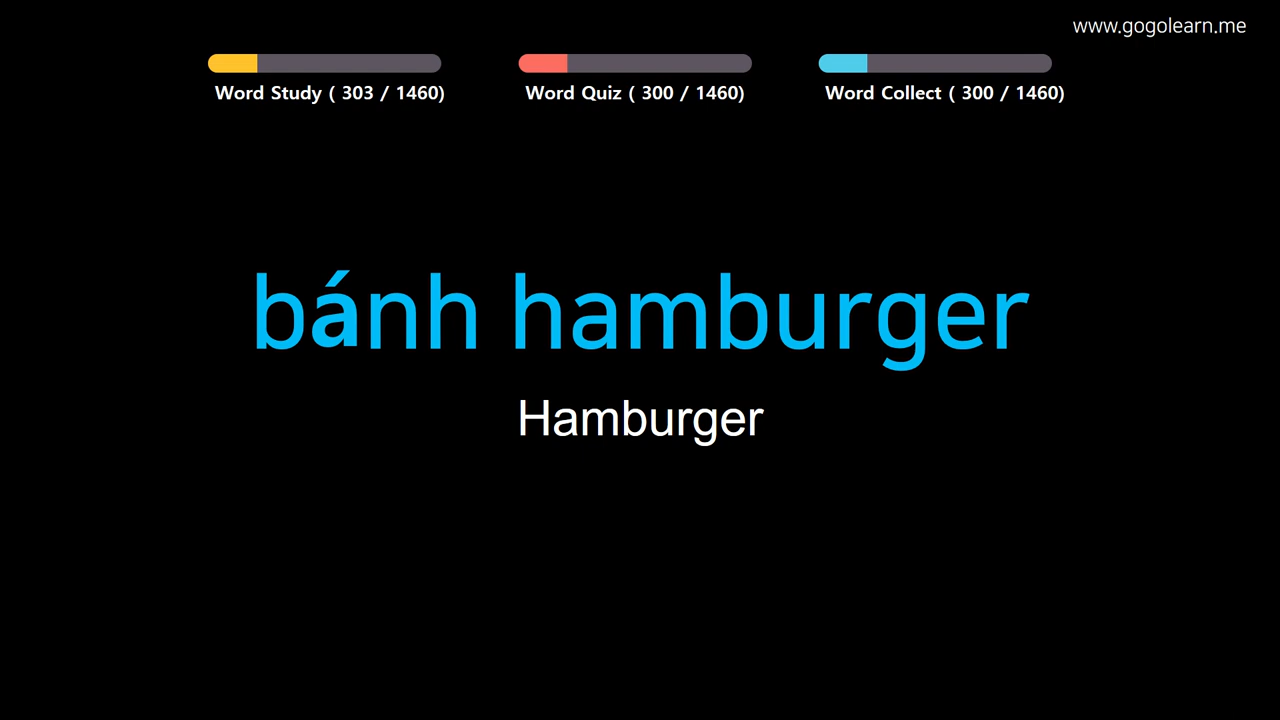 www.gogolearn.me
Word Study ( 303 / 1460)
Word Quiz ( 300 / 1460)
Word Collect ( 300 / 1460)
bánh hamburger
Hamburger